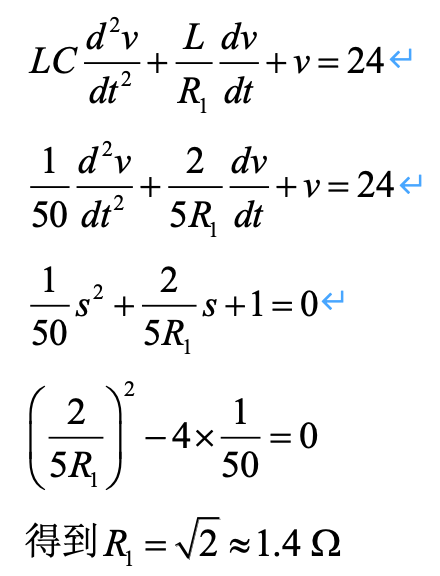 LC d²v/dt² + L/R₁ dv/dt + v = 24↵
1/50 d²v/dt² + 2/5R₁ dv/dt + v = 24↵
1/50 s² + 2/5R₁ s + 1 = 0↵
(2/5R₁)² − 4 × 1/50 = 0
得到 R₁ = √2 ≈ 1.4 Ω